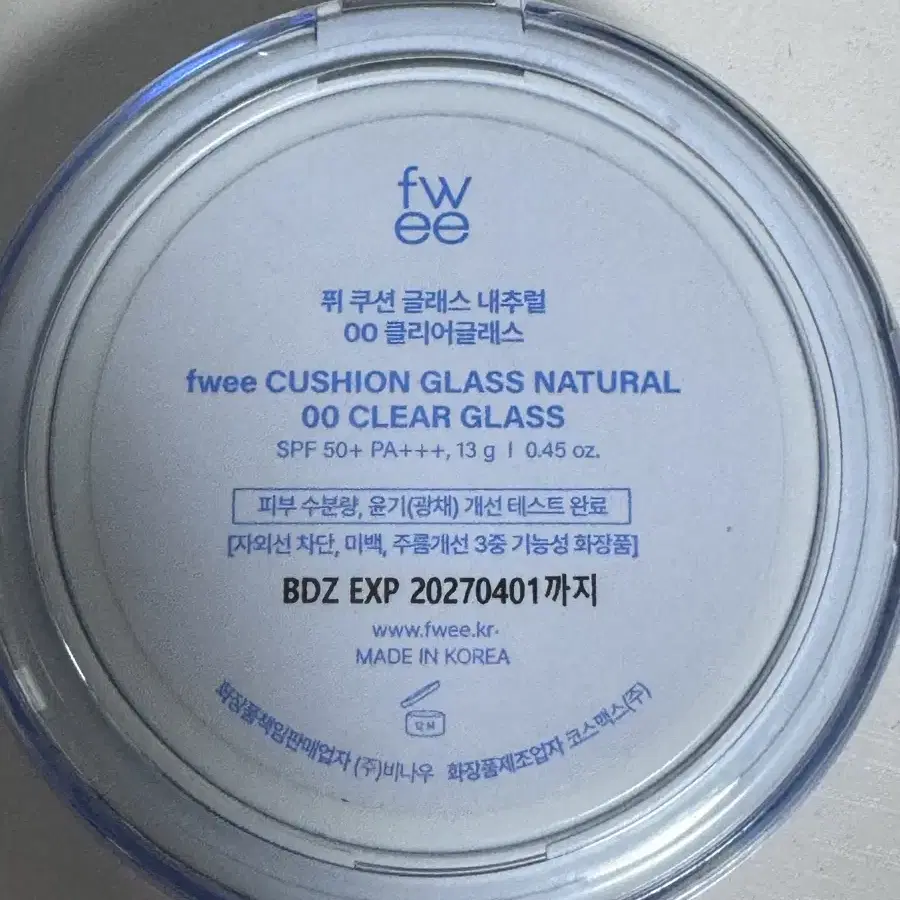 fw
ee
퓌 쿠션 글래스 내추럴
00 클리어글래스
fwee CUSHION GLASS NATURAL
00 CLEAR GLASS
SPF 50+ PA+++, 13 g | 0.45 oz.
피부 수분량, 윤기(광채) 개선 테스트 완료
[자외선 차단, 미백, 주름개선 3중 기능성 화장품]
BDZ EXP 20270401까지
www.fwee.kr
MADE IN KOREA
화장품책임판매업자 (주)비나우 화장품제조업자 코스맥스(주)